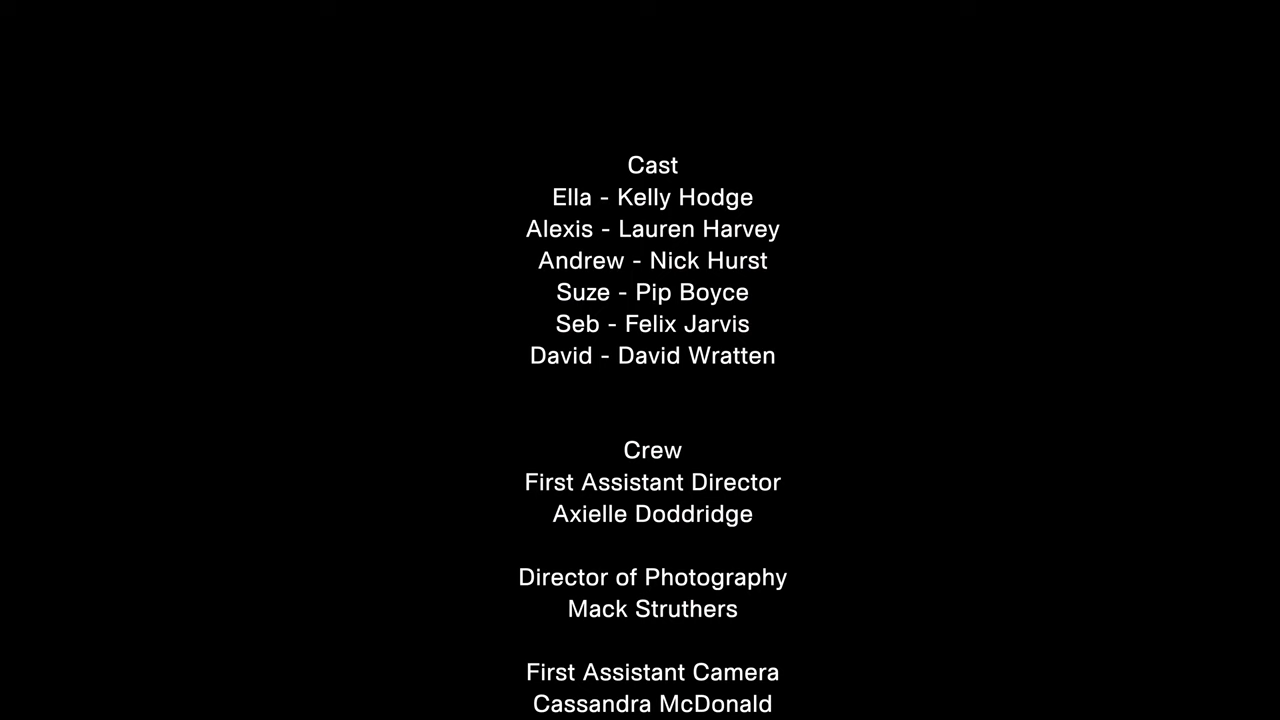 Cast
Ella - Kelly Hodge
Alexis - Lauren Harvey
Andrew - Nick Hurst
Suze - Pip Boyce
Seb - Felix Jarvis
David - David Wratten
Crew
First Assistant Director
Axielle Doddridge
Director of Photography
Mack Struthers
First Assistant Camera
Cassandra McDonald